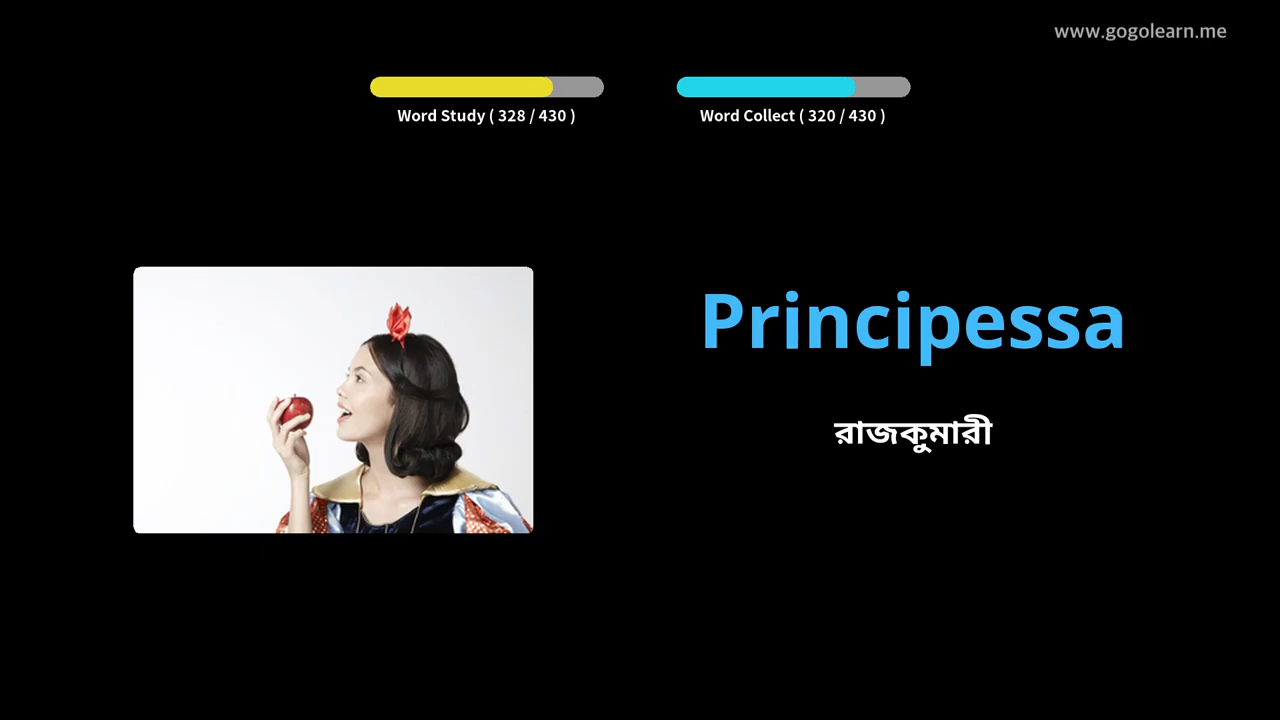 www.gogolearn.me
Word Study ( 328 / 430 )
Word Collect ( 320 / 430 )
Principessa
রাজকুমারী